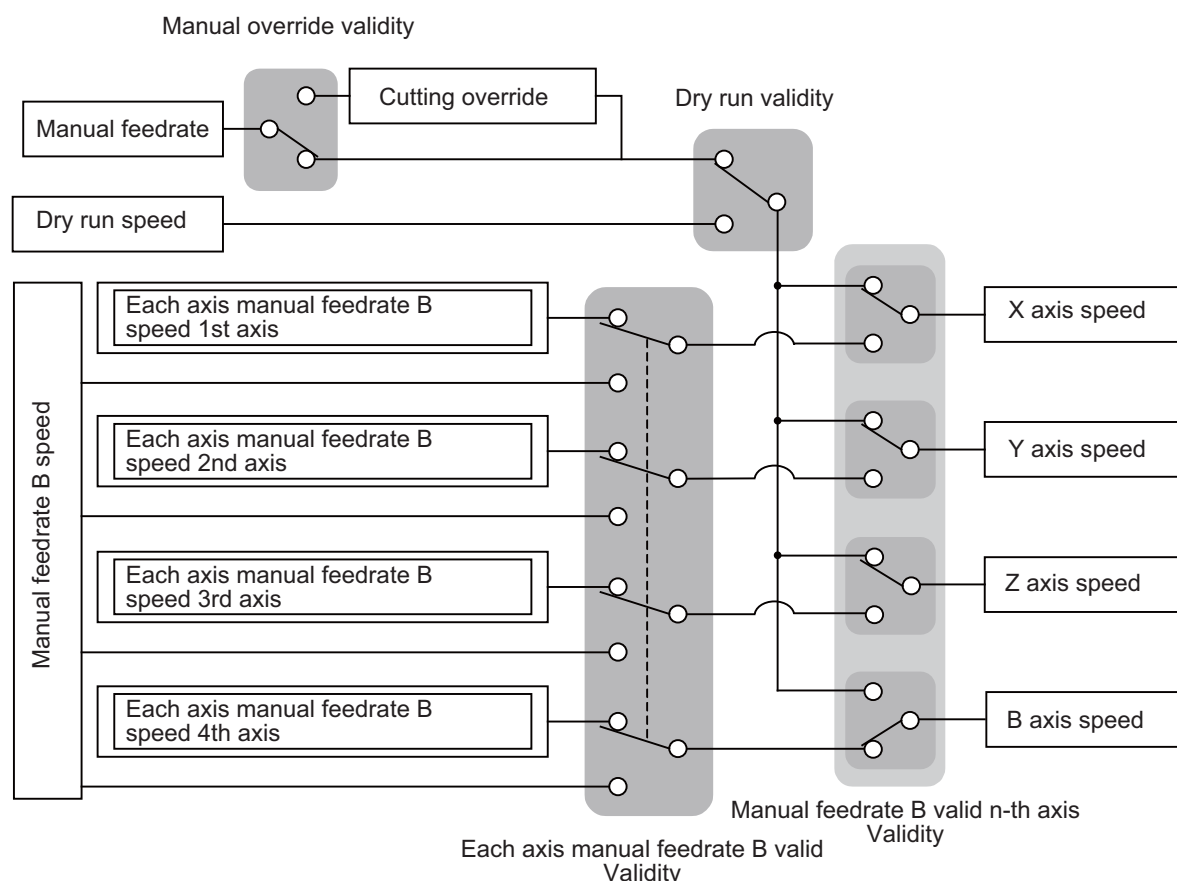 Manual override validity
Cutting override
Dry run validity
Manual feedrate
Dry run speed
Manual feedrate B speed
Each axis manual feedrate B
speed 1st axis
X axis speed
Each axis manual feedrate B
speed 2nd axis
Y axis speed
Each axis manual feedrate B
speed 3rd axis
Z axis speed
Each axis manual feedrate B
speed 4th axis
B axis speed
Manual feedrate B valid n-th axis
Validity
Each axis manual feedrate B valid
Validity